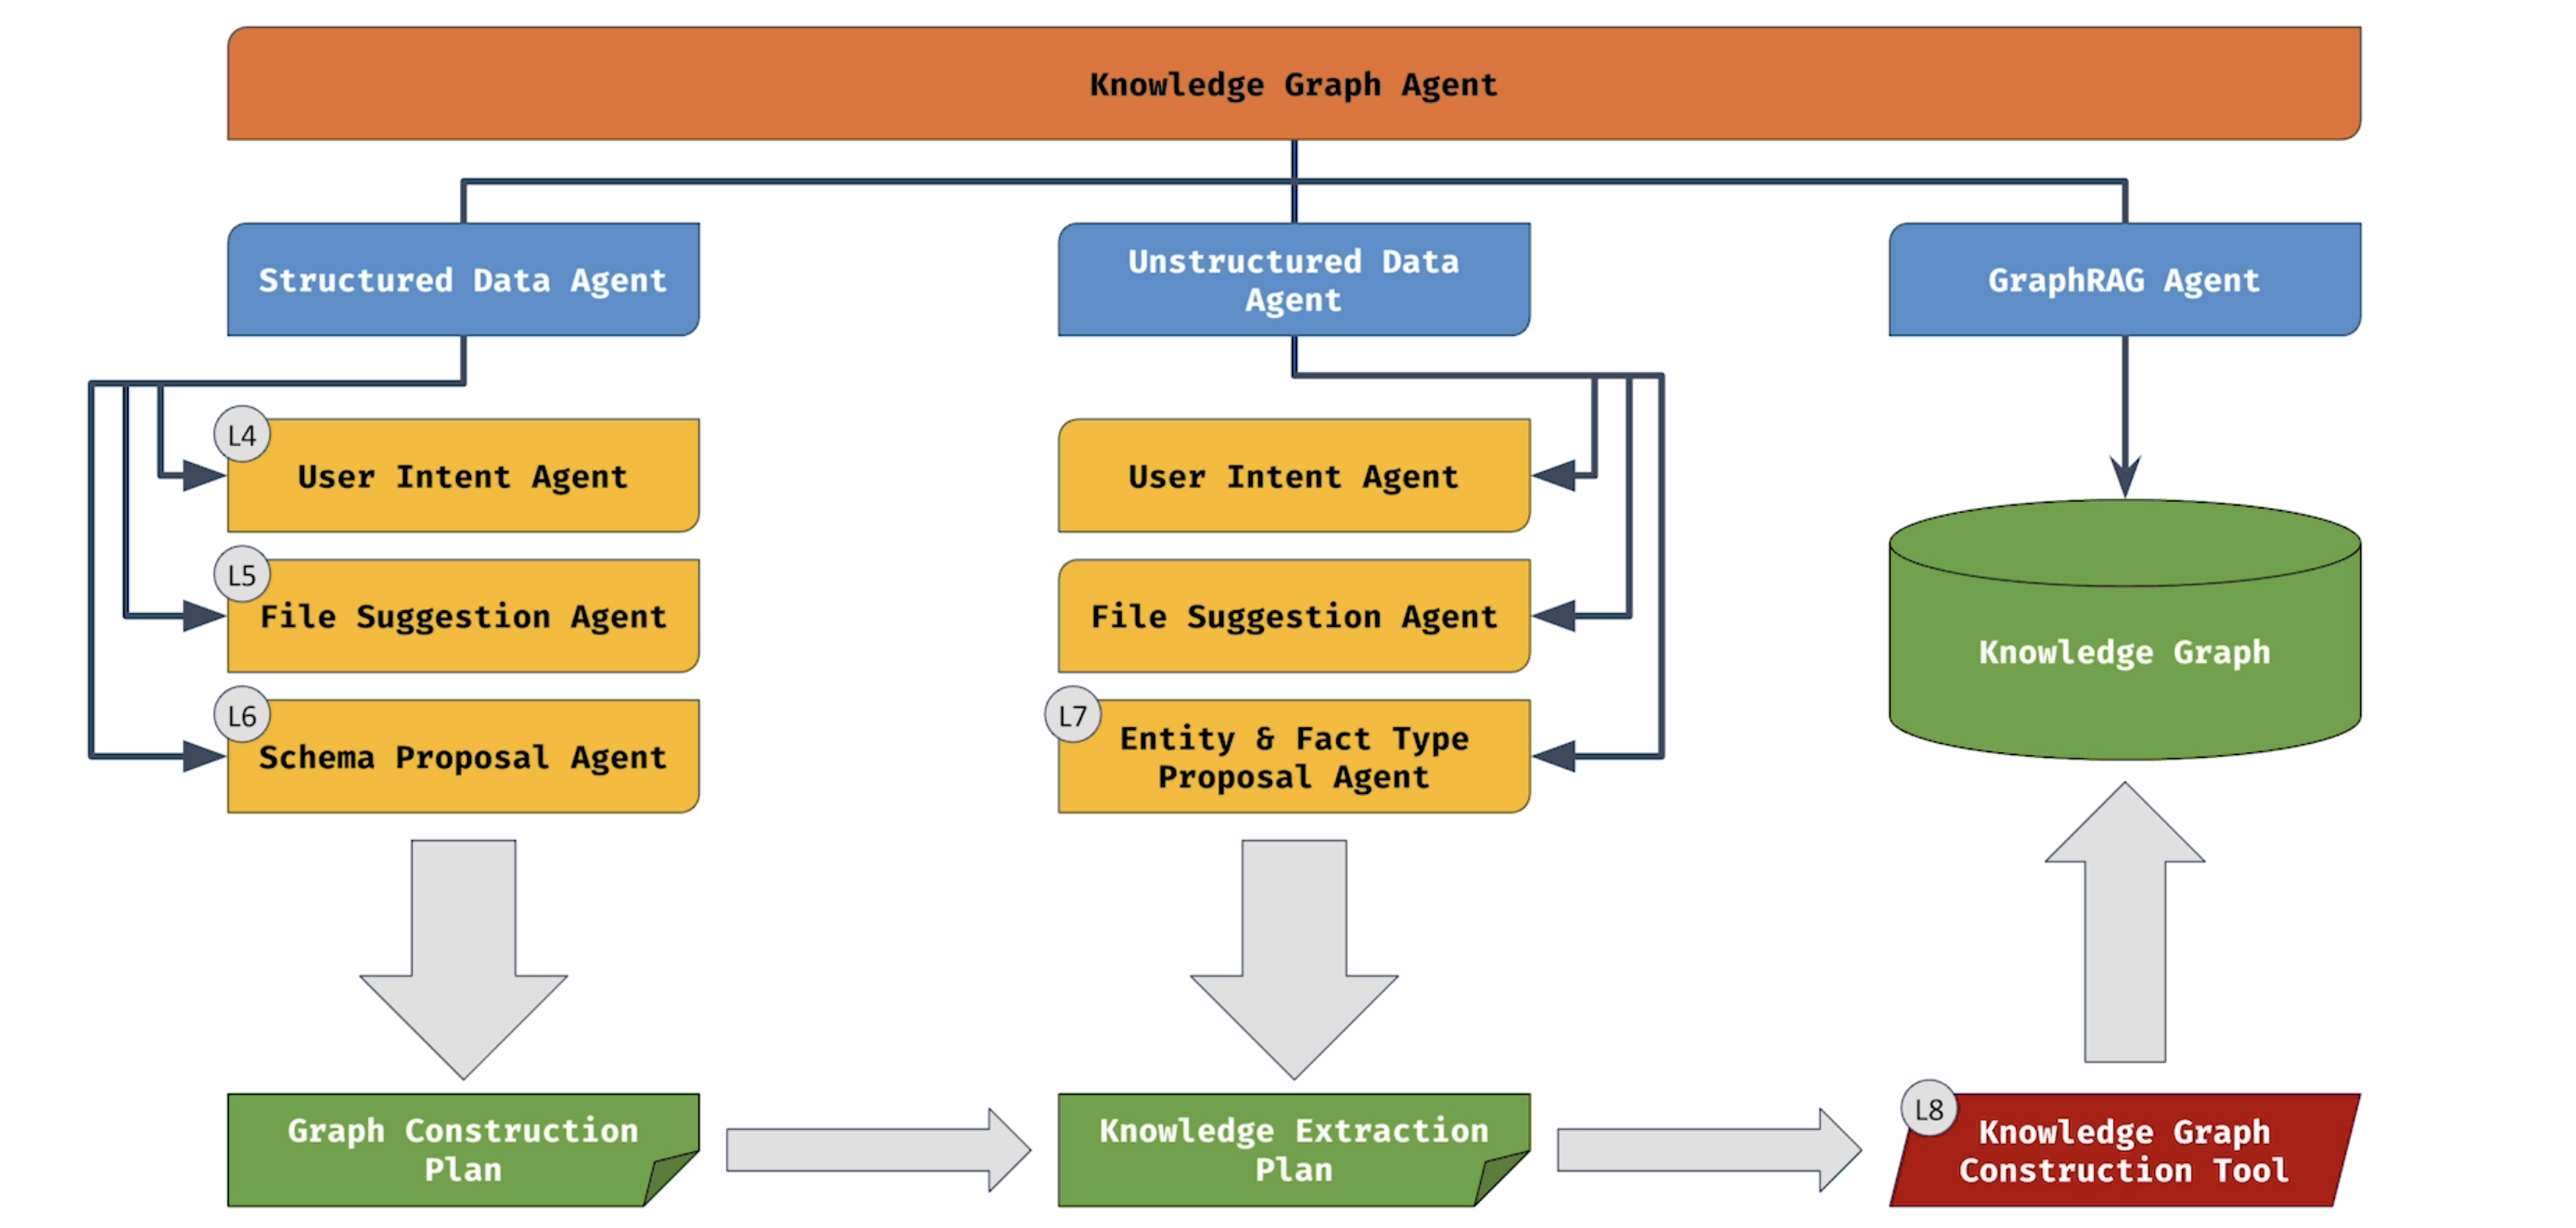 Knowledge Graph Agent
Structured Data Agent
Unstructured Data
Agent
GraphRAG Agent
L4
User Intent Agent
User Intent Agent
L5
File Suggestion Agent
File Suggestion Agent
L6
Schema Proposal Agent
L7
Entity & Fact Type
Proposal Agent
Knowledge Graph
Graph Construction
Plan
Knowledge Extraction
Plan
L8
Knowledge Graph
Construction Tool